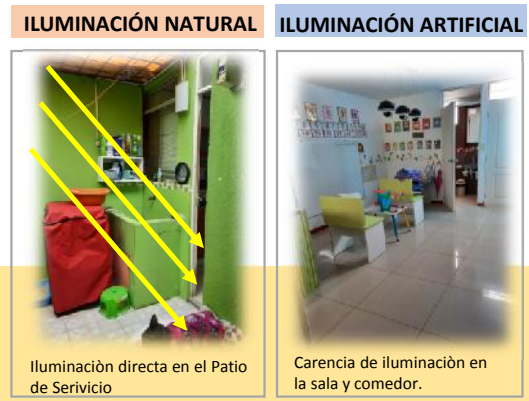 ILUMINACIÓN NATURAL
ILUMINACIÓN ARTIFICIAL
Iluminaciòn directa en el Patio
de Serivicio
Carencia de iluminaciòn en
la sala y comedor.